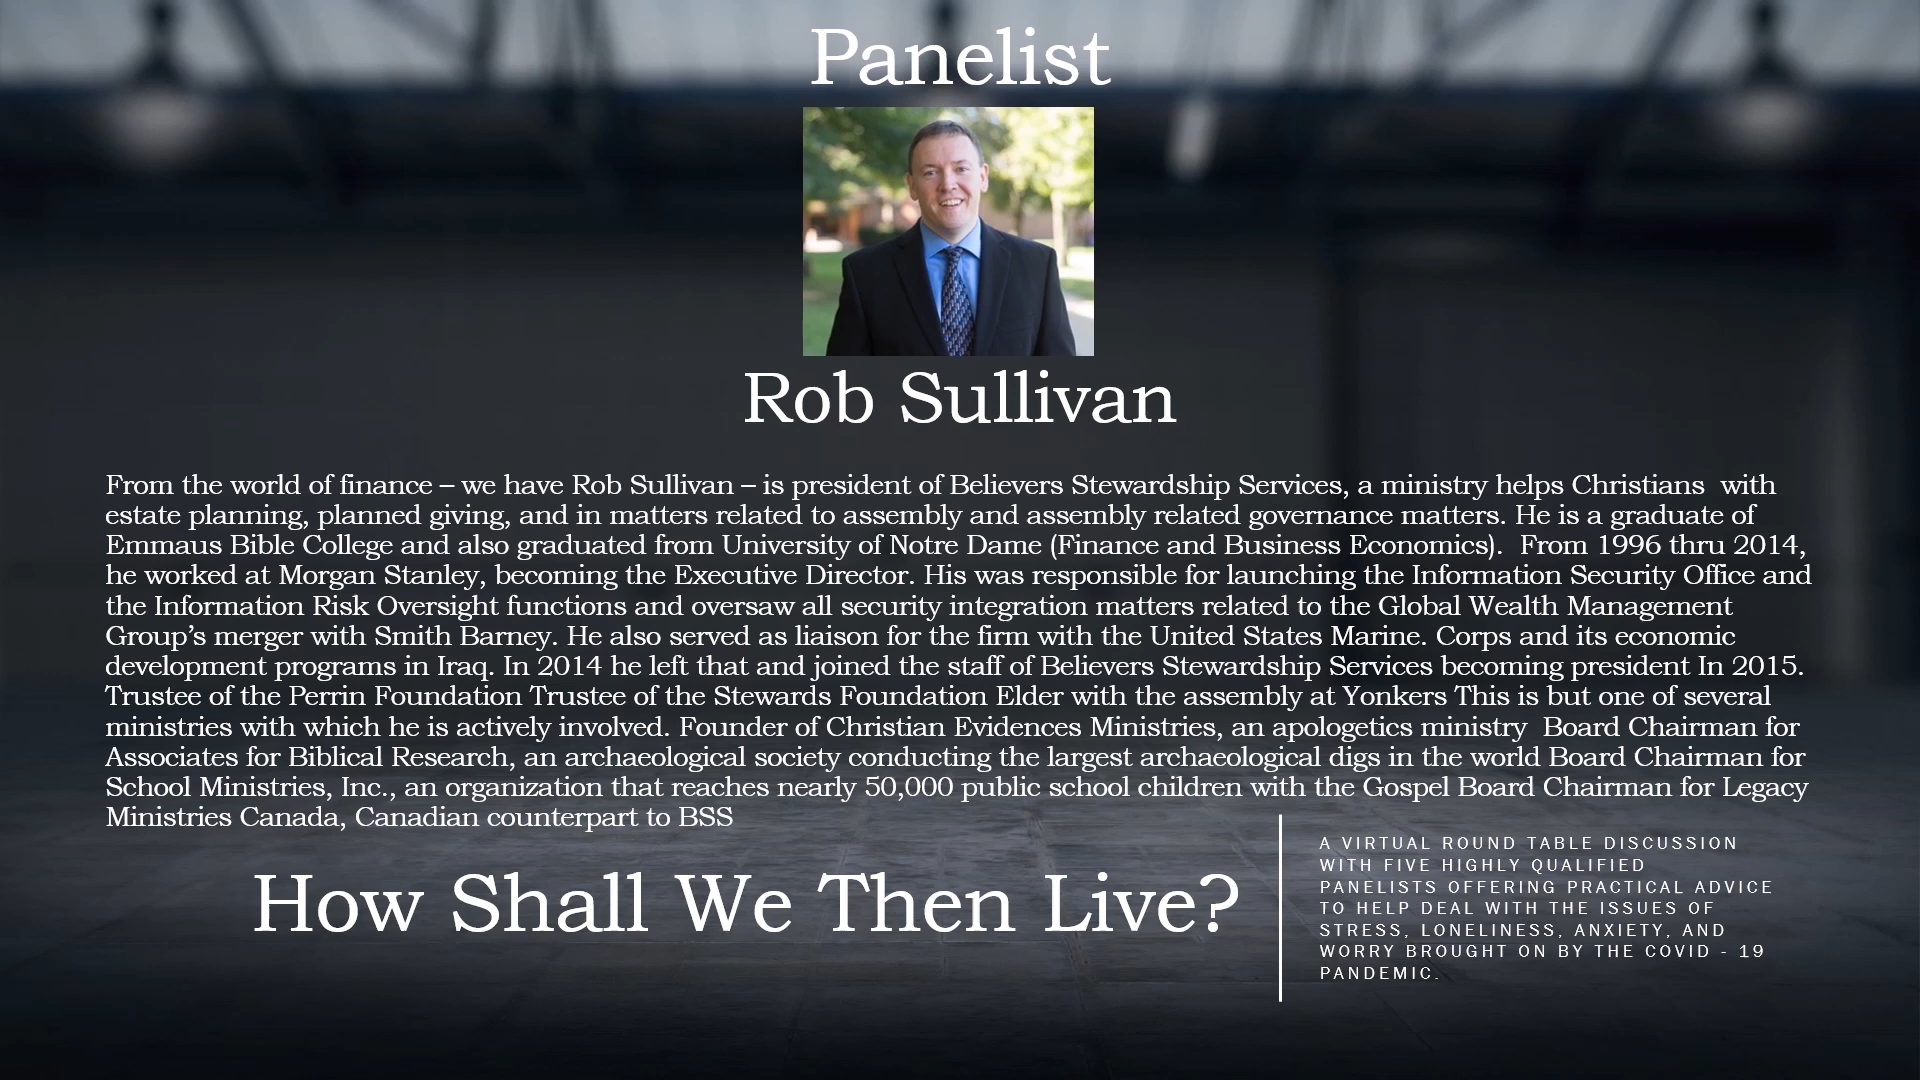 Panelist
Rob Sullivan
From the world of finance – we have Rob Sullivan – is president of Believers Stewardship Services, a ministry helps Christians  with
estate planning, planned giving, and in matters related to assembly and assembly related governance matters. He is a graduate of
Emmaus Bible College and also graduated from University of Notre Dame (Finance and Business Economics).  From 1996 thru 2014,
he worked at Morgan Stanley, becoming the Executive Director. His was responsible for launching the Information Security Office and
the Information Risk Oversight functions and oversaw all security integration matters related to the Global Wealth Management
Group’s merger with Smith Barney. He also served as liaison for the firm with the United States Marine. Corps and its economic
development programs in Iraq. In 2014 he left that and joined the staff of Believers Stewardship Services becoming president In 2015.
Trustee of the Perrin Foundation Trustee of the Stewards Foundation Elder with the assembly at Yonkers This is but one of several
ministries with which he is actively involved. Founder of Christian Evidences Ministries, an apologetics ministry  Board Chairman for
Associates for Biblical Research, an archaeological society conducting the largest archaeological digs in the world Board Chairman for
School Ministries, Inc., an organization that reaches nearly 50,000 public school children with the Gospel Board Chairman for Legacy
Ministries Canada, Canadian counterpart to BSS
How Shall We Then Live?
A VIRTUAL ROUND TABLE DISCUSSION
WITH FIVE HIGHLY QUALIFIED
PANELISTS OFFERING PRACTICAL ADVICE
TO HELP DEAL WITH THE ISSUES OF
STRESS, LONELINESS, ANXIETY, AND
WORRY BROUGHT ON BY THE COVID - 19
PANDEMIC.